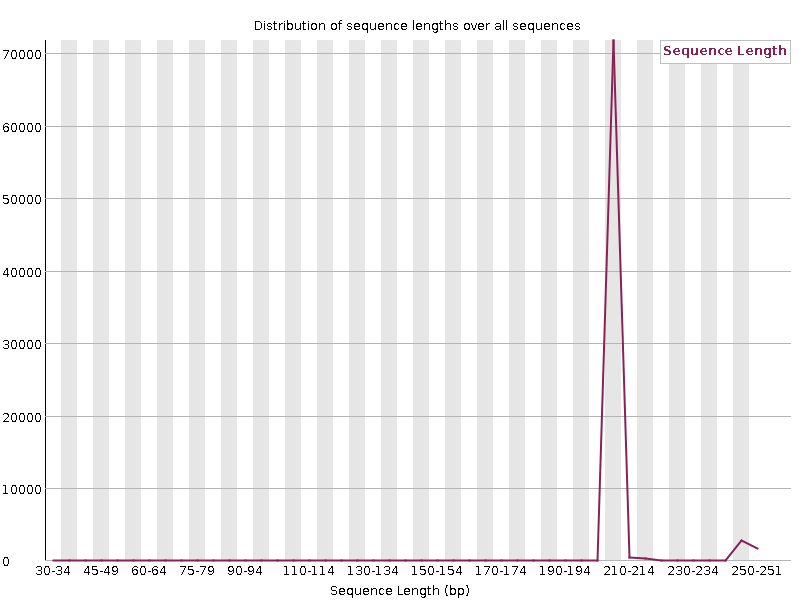 Distribution of sequence lengths over all sequences
Sequence Length
70000
60000
50000
40000
30000
20000
10000
0
30-34 45-49 60-64 75-79 90-94 110-114 130-134 150-154 170-174 190-194 210-214 230-234 250-251
Sequence Length (bp)